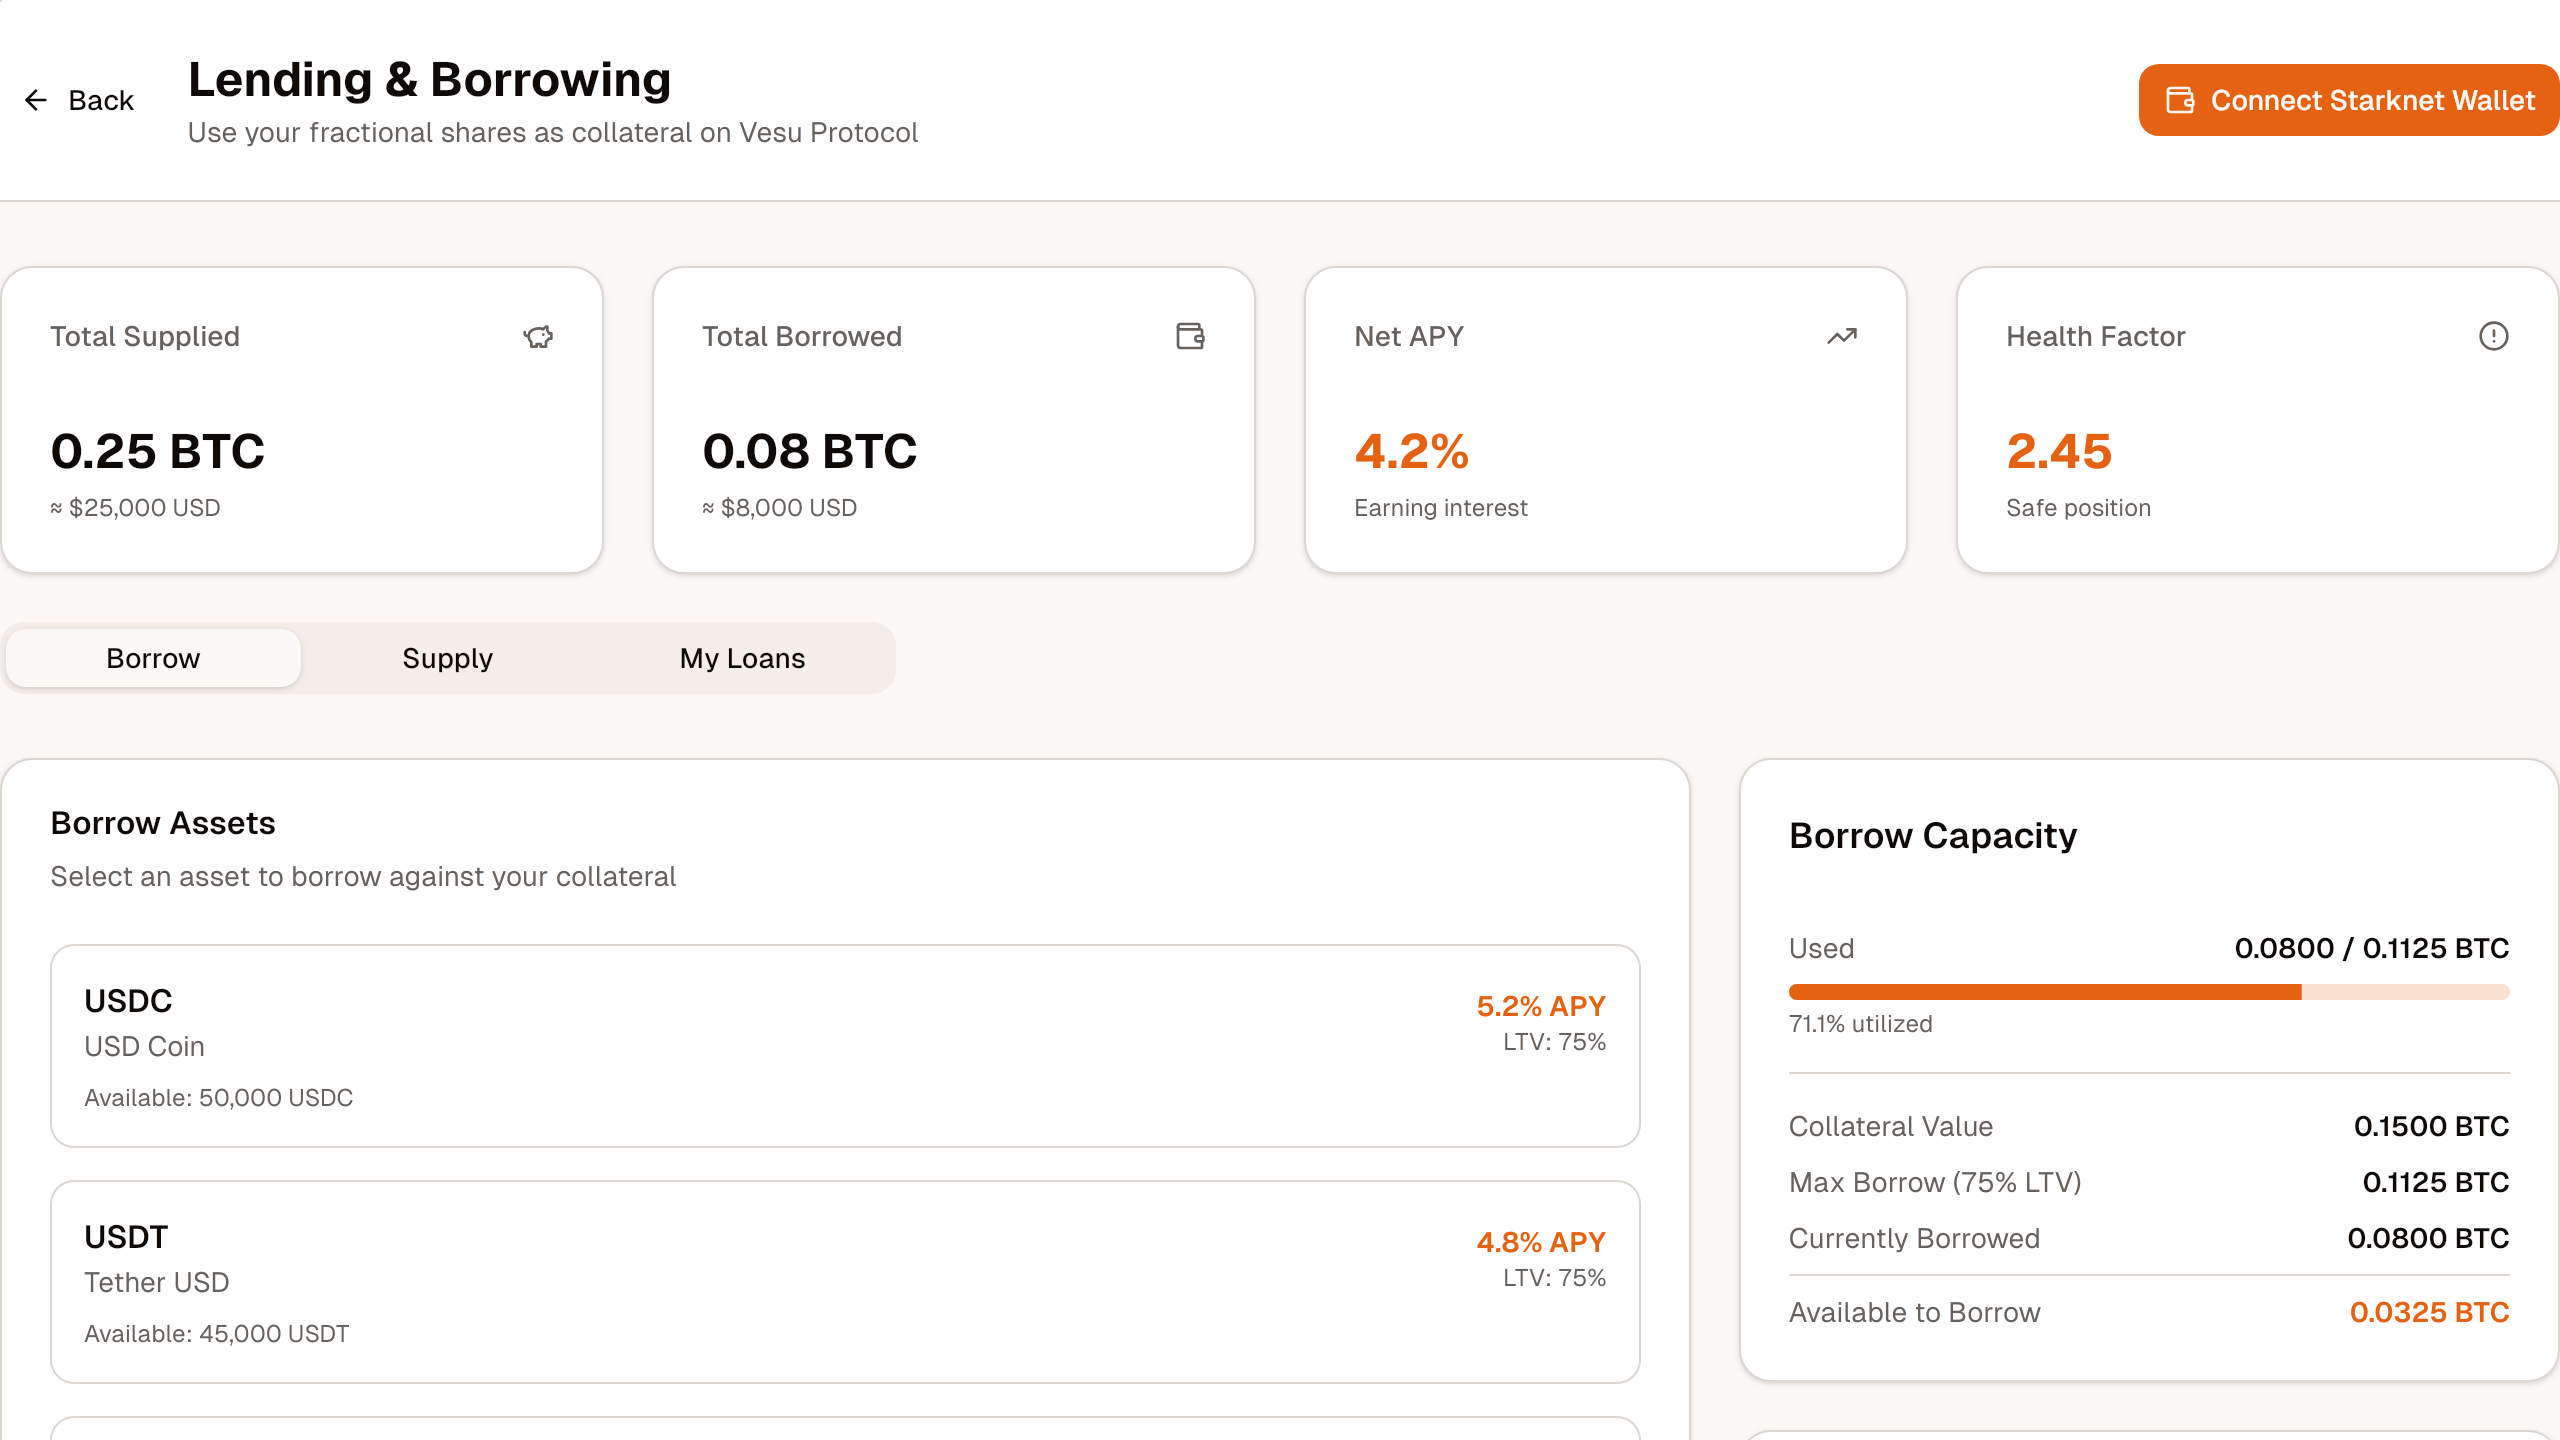 Back
Lending & Borrowing
Use your fractional shares as collateral on Vesu Protocol
Connect Starknet Wallet
Total Supplied
0.25 BTC
≈ $25,000 USD
Total Borrowed
0.08 BTC
≈ $8,000 USD
Net APY
4.2%
Earning interest
Health Factor
2.45
Safe position
Borrow
Supply
My Loans
Borrow Assets
Select an asset to borrow against your collateral
USDC
USD Coin
Available: 50,000 USDC
5.2% APY
LTV: 75%
USDT
Tether USD
Available: 45,000 USDT
4.8% APY
LTV: 75%
Borrow Capacity
Used 0.0800 / 0.1125 BTC
71.1% utilized
Collateral Value 0.1500 BTC
Max Borrow (75% LTV) 0.1125 BTC
Currently Borrowed 0.0800 BTC
Available to Borrow 0.0325 BTC